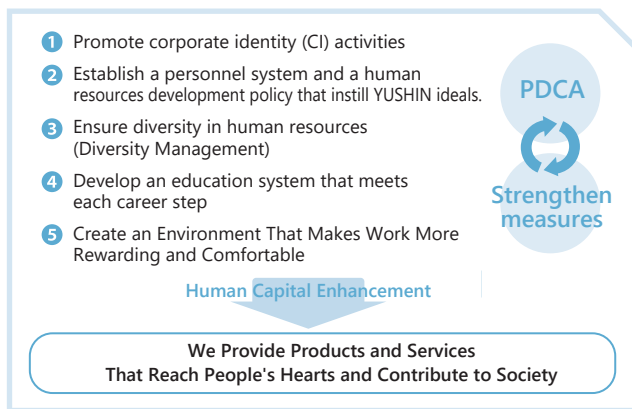 1 Promote corporate identity (CI) activities
2 Establish a personnel system and a human
resources development policy that instill YUSHIN ideals.
3 Ensure diversity in human resources
(Diversity Management)
4 Develop an education system that meets
each career step
5 Create an Environment That Makes Work More
Rewarding and Comfortable
PDCA
Strengthen
measures
Human Capital Enhancement
We Provide Products and Services
That Reach People's Hearts and Contribute to Society